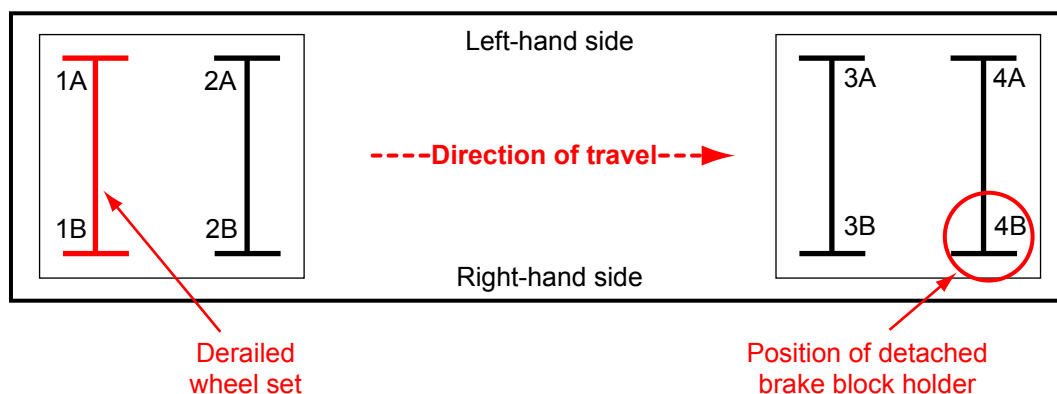 Left-hand side
1A
2A
3A
4A
Direction of travel
1B
2B
3B
4B
Right-hand side
Derailed
wheel set
Position of detached
brake block holder